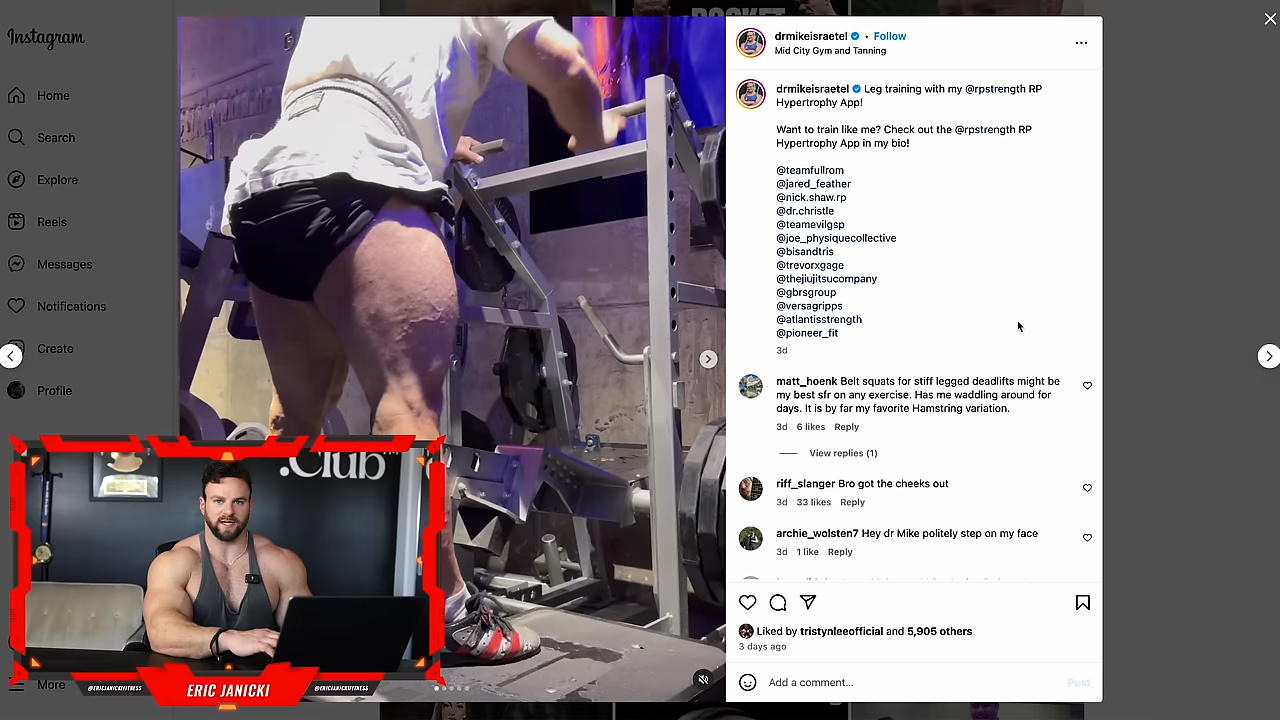 ROCKET
Instagram
Home
Search
Explore
Reels
Messages
Notifications
Create
Profile
More
drmikeisraetel • Follow
Mid City Gym and Tanning
drmikeisraetel Leg training with my @rpstrength RP
Hypertrophy App!
Want to train like me? Check out the @rpstrength RP
Hypertrophy App in my bio!
@teamfullrom
@jared_feather
@nick.shaw.rp
@dr.christle
@teamevilgsp
@joe_physiquecollective
@bisandtris
@trevorxgage
@thejiujitsucompany
@gbrsgroup
@versagripps
@atlantisstrength
@pioneer_fit
3d
matt_hoenk Belt squats for stiff legged deadlifts might be
my best sfr on any exercise. Has me waddling around for
days. It is by far my favorite Hamstring variation.
3d 6 likes Reply
View replies (1)
riff_slanger Bro got the cheeks out
3d 33 likes Reply
archie_wolsten7 Hey dr Mike politely step on my face
3d 1 like Reply
Liked by tristynleeofficial and 5,905 others
3 days ago
Add a comment...
Post
.Club
@ERICJANICKIFITNESS
ERIC JANICKI
@ERICJANICKIFITNESS